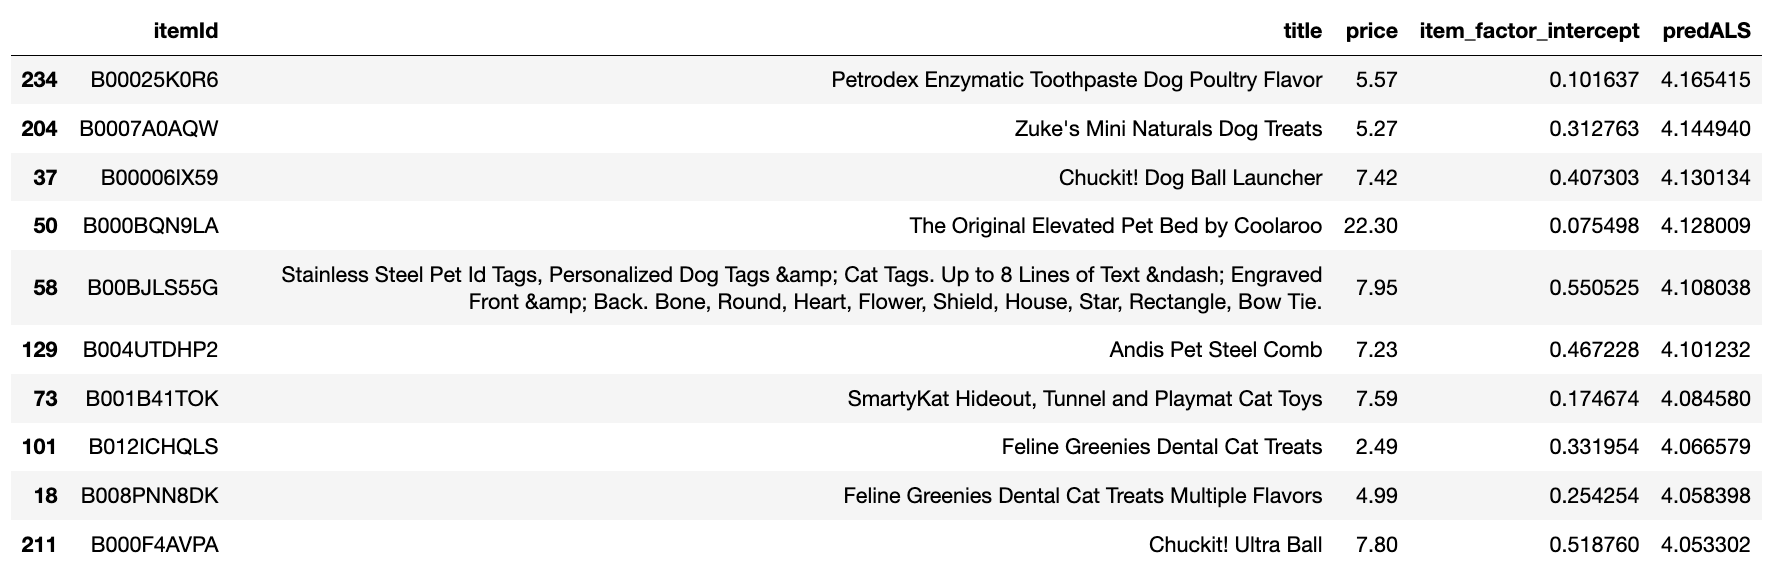 itemId title price item_factor_intercept predALS
234 B00025K0R6 Petrodex Enzymatic Toothpaste Dog Poultry Flavor 5.57 0.101637 4.165415
204 B0007A0AQW Zuke's Mini Naturals Dog Treats 5.27 0.312763 4.144940
37 B00006IX59 Chuckit! Dog Ball Launcher 7.42 0.407303 4.130134
50 B000BQN9LA The Original Elevated Pet Bed by Coolaroo 22.30 0.075498 4.128009
Stainless Steel Pet Id Tags, Personalized Dog Tags &amp; Cat Tags. Up to 8 Lines of Text &ndash; Engraved
58 B00BJLS55G Front &amp; Back. Bone, Round, Heart, Flower, Shield, House, Star, Rectangle, Bow Tie. 7.95 0.550525 4.108038
129 B004UTDHP2 Andis Pet Steel Comb 7.23 0.467228 4.101232
73 B001B41TOK SmartyKat Hideout, Tunnel and Playmat Cat Toys 7.59 0.174674 4.084580
101 B012ICHQLS Feline Greenies Dental Cat Treats 2.49 0.331954 4.066579
18 B008PNN8DK Feline Greenies Dental Cat Treats Multiple Flavors 4.99 0.254254 4.058398
211 B000F4AVPA Chuckit! Ultra Ball 7.80 0.518760 4.053302